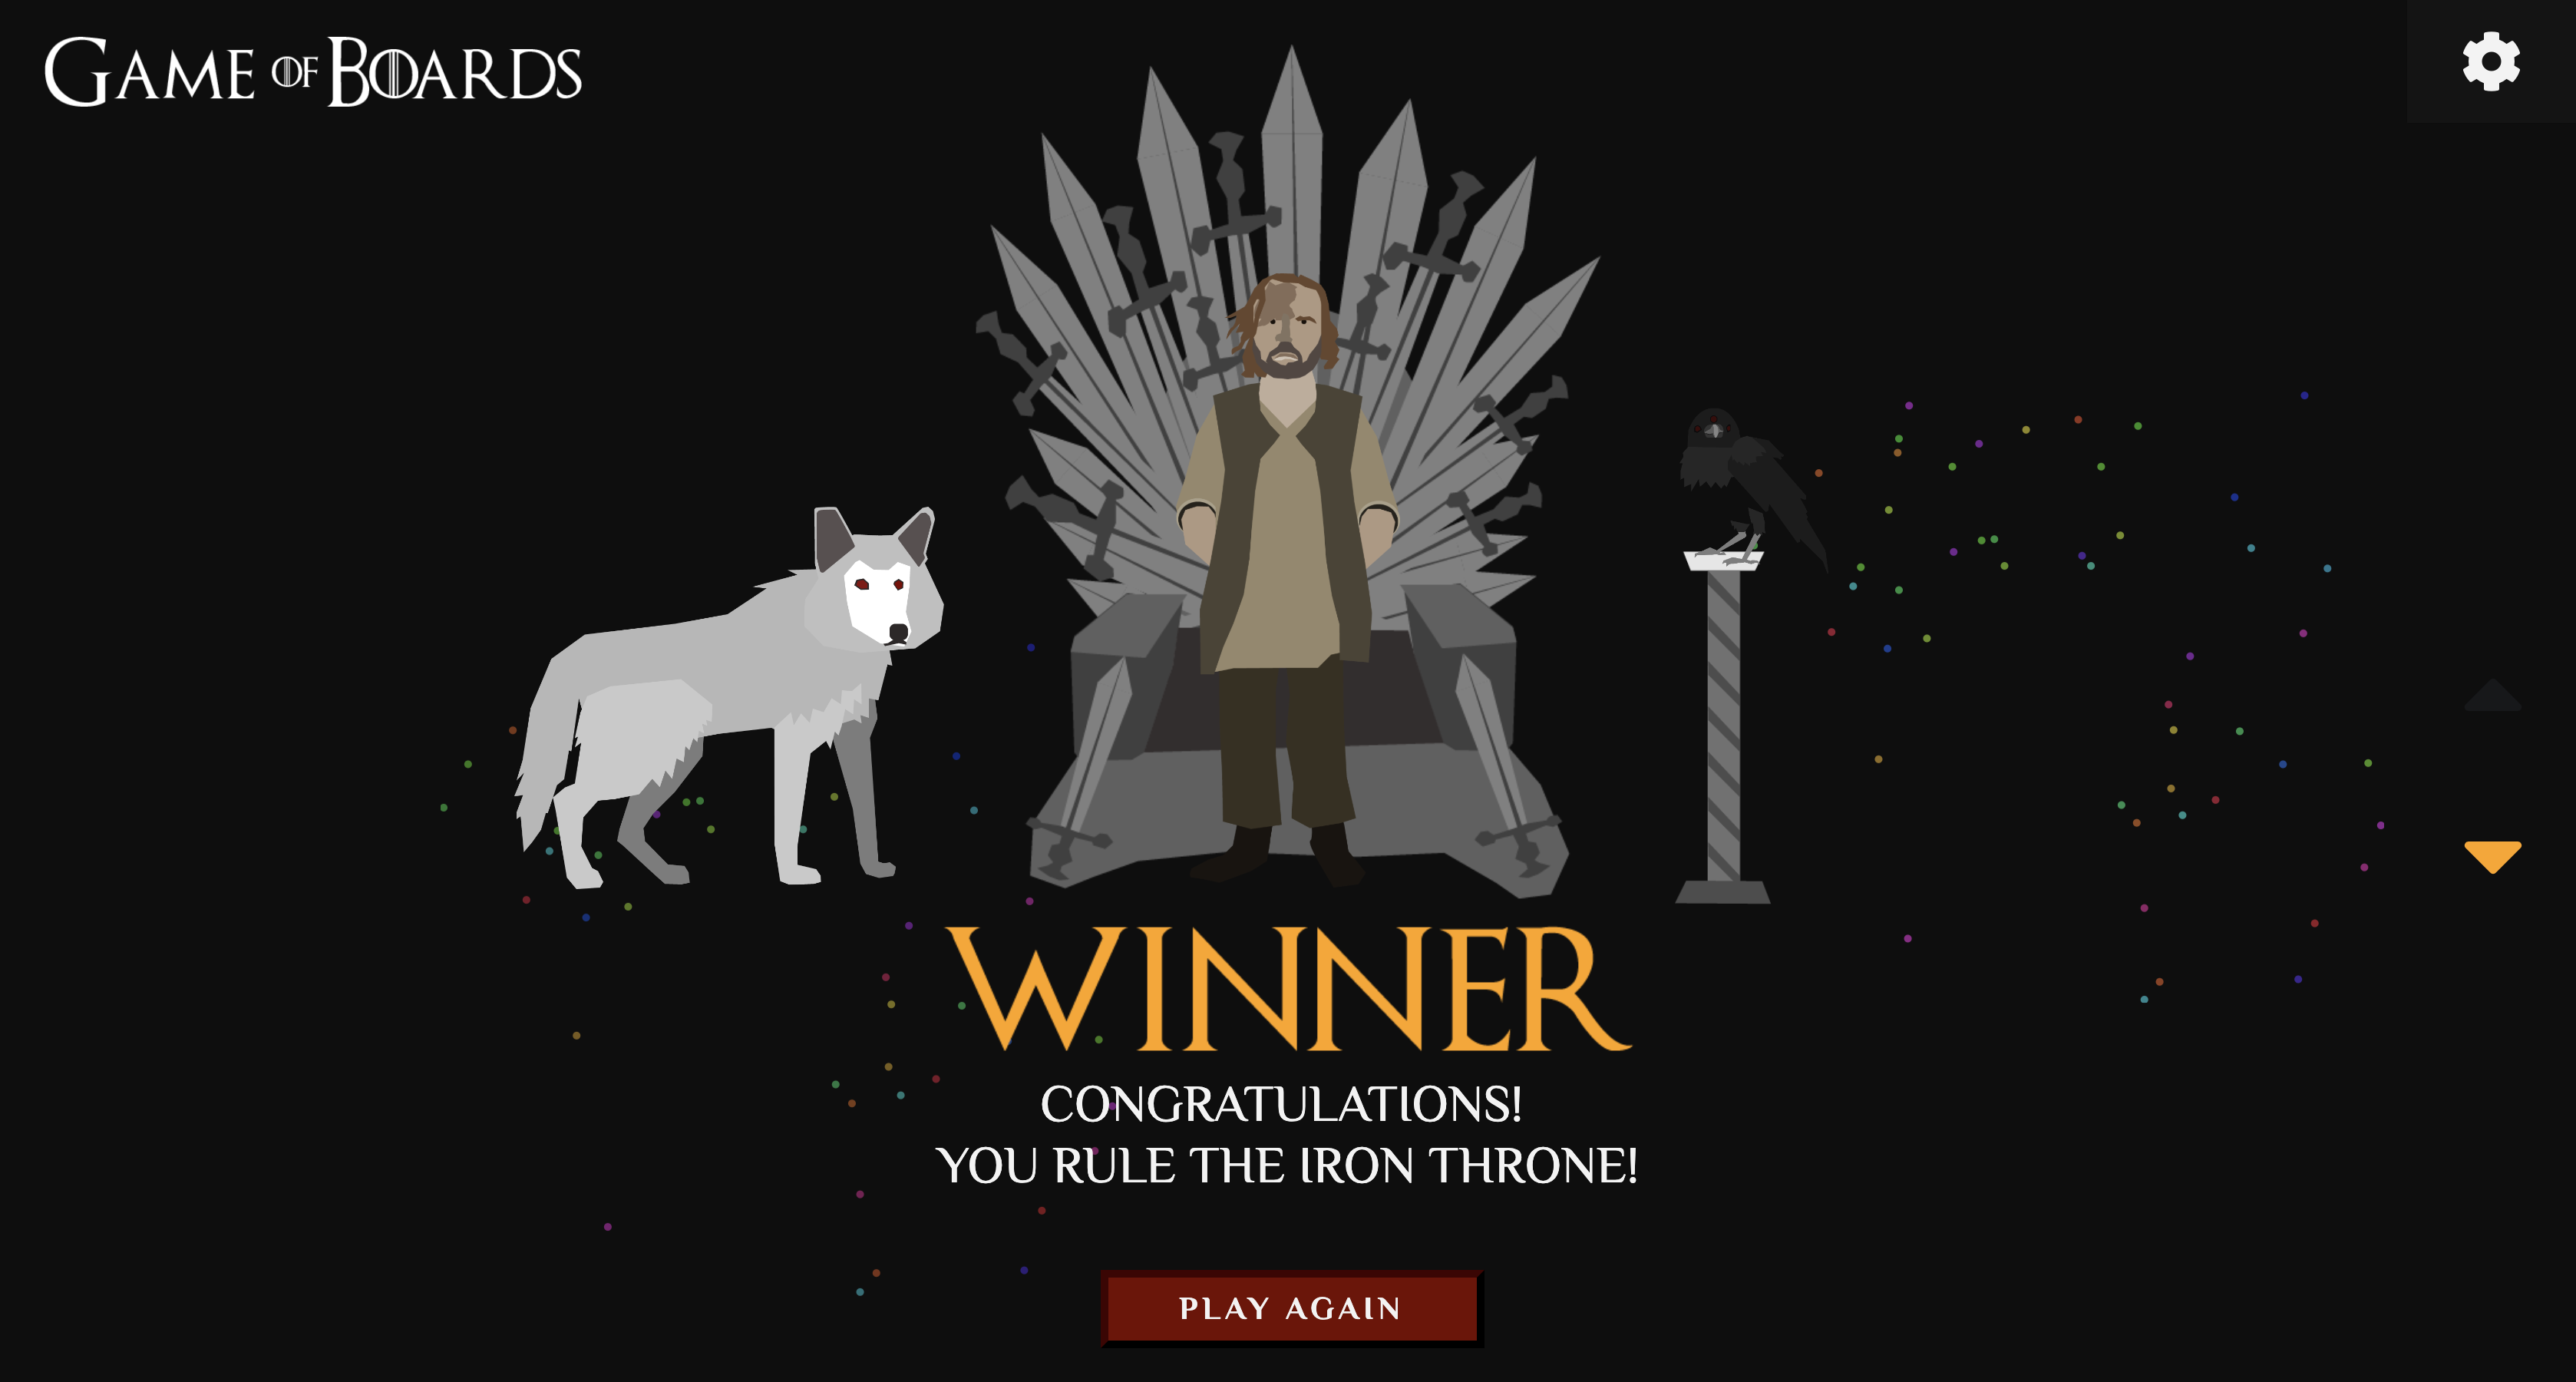 GAME OF BOARDS
WINNER
CONGRATULATIONS!
YOU RULE THE IRON THRONE!
PLAY AGAIN